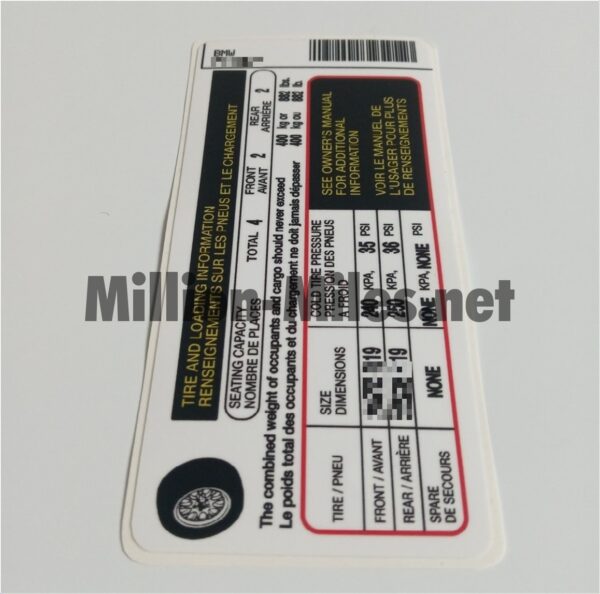 BMW
TIRE AND LOADING INFORMATION
RENSEIGNEMENTS SUR LES PNEUS ET LE CHARGEMENT
SEATING CAPACITY
NOMBRE DE PLACES
TOTAL 4
FRONT
AVANT 2
REAR
ARRIÈRE 2
The combined weight of occupants and cargo should never exceed 400 kg or 882 lbs.
Le poids total des occupants et du chargement ne doit jamais dépasser 400 kg ou 882 lb.
TIRE / PNEU
SIZE
DIMENSIONS
COLD TIRE PRESSURE
PRESSION DES PNEUS
A FROID
SEE OWNER'S MANUAL
FOR ADDITIONAL
INFORMATION
VOIR LE MANUEL DE
L'USAGER POUR PLUS
DE RENSEIGNEMENTS
FRONT / AVANT 19 240 KPA, 35 PSI
REAR / ARRIÈRE 19 250 KPA, 36 PSI
SPARE
DE SECOURS
NONE NONE KPA, NONE PSI
Million-Miles.net